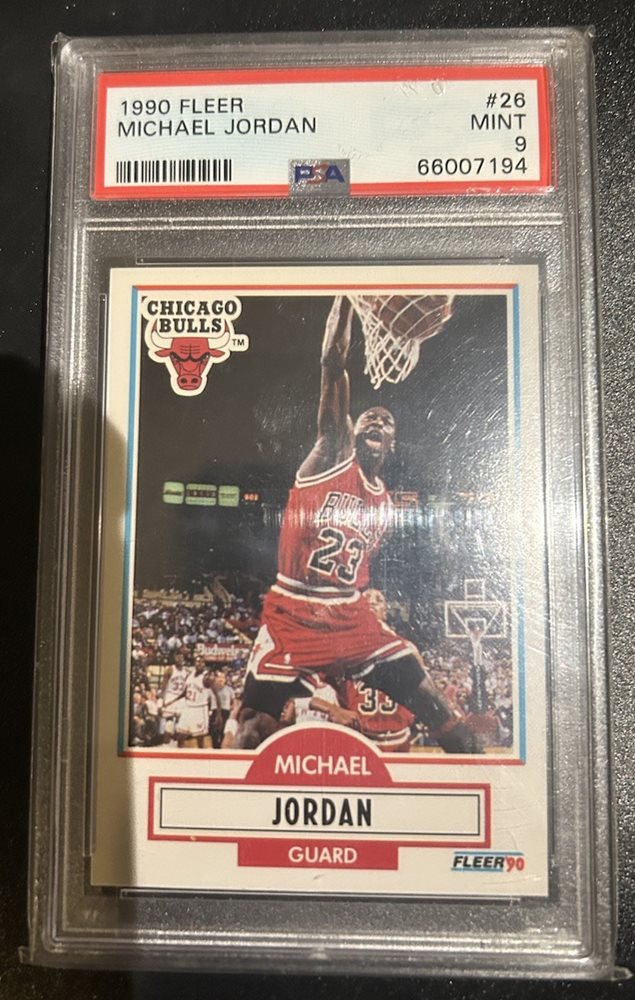 1990 FLEER #26
MICHAEL JORDAN MINT
9
PSA 66007194
CHICAGO
BULLS TM
BULLS
23
Budweiser
33
MICHAEL
JORDAN
GUARD
FLEER'90